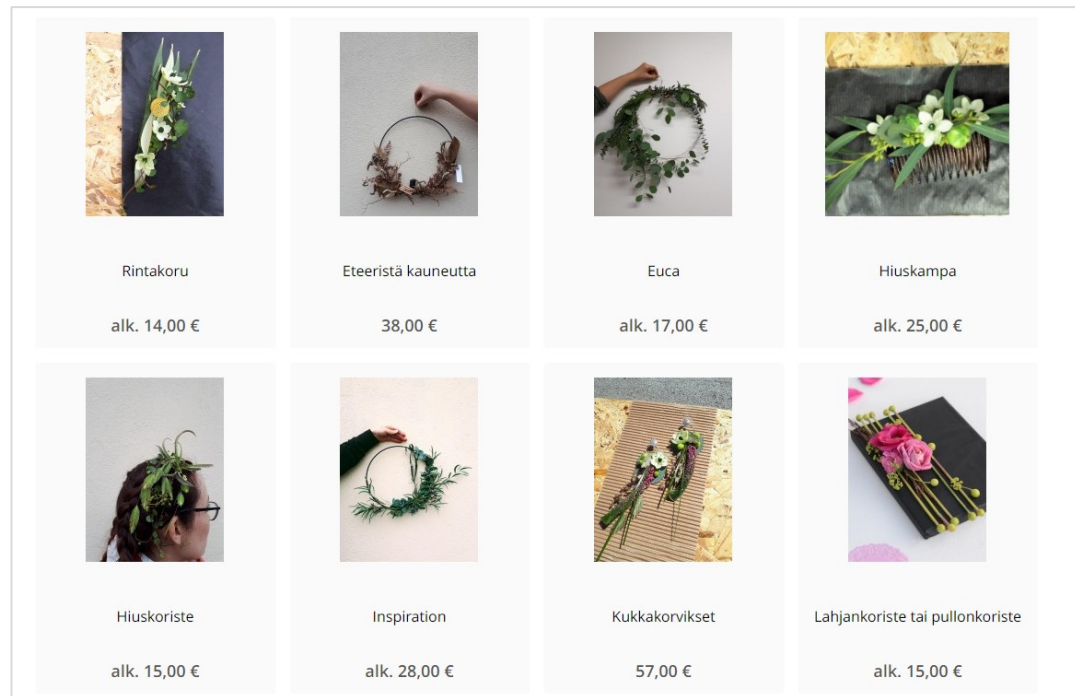 Rintakoru
Eteeristä kauneutta
Euca
Hiuskampa
alk. 14,00 €
38,00 €
alk. 17,00 €
alk. 25,00 €
Hiuskoriste
Inspiration
Kukkakorvikset
Lahjankoriste tai pullonkoriste
alk. 15,00 €
alk. 28,00 €
57,00 €
alk. 15,00 €